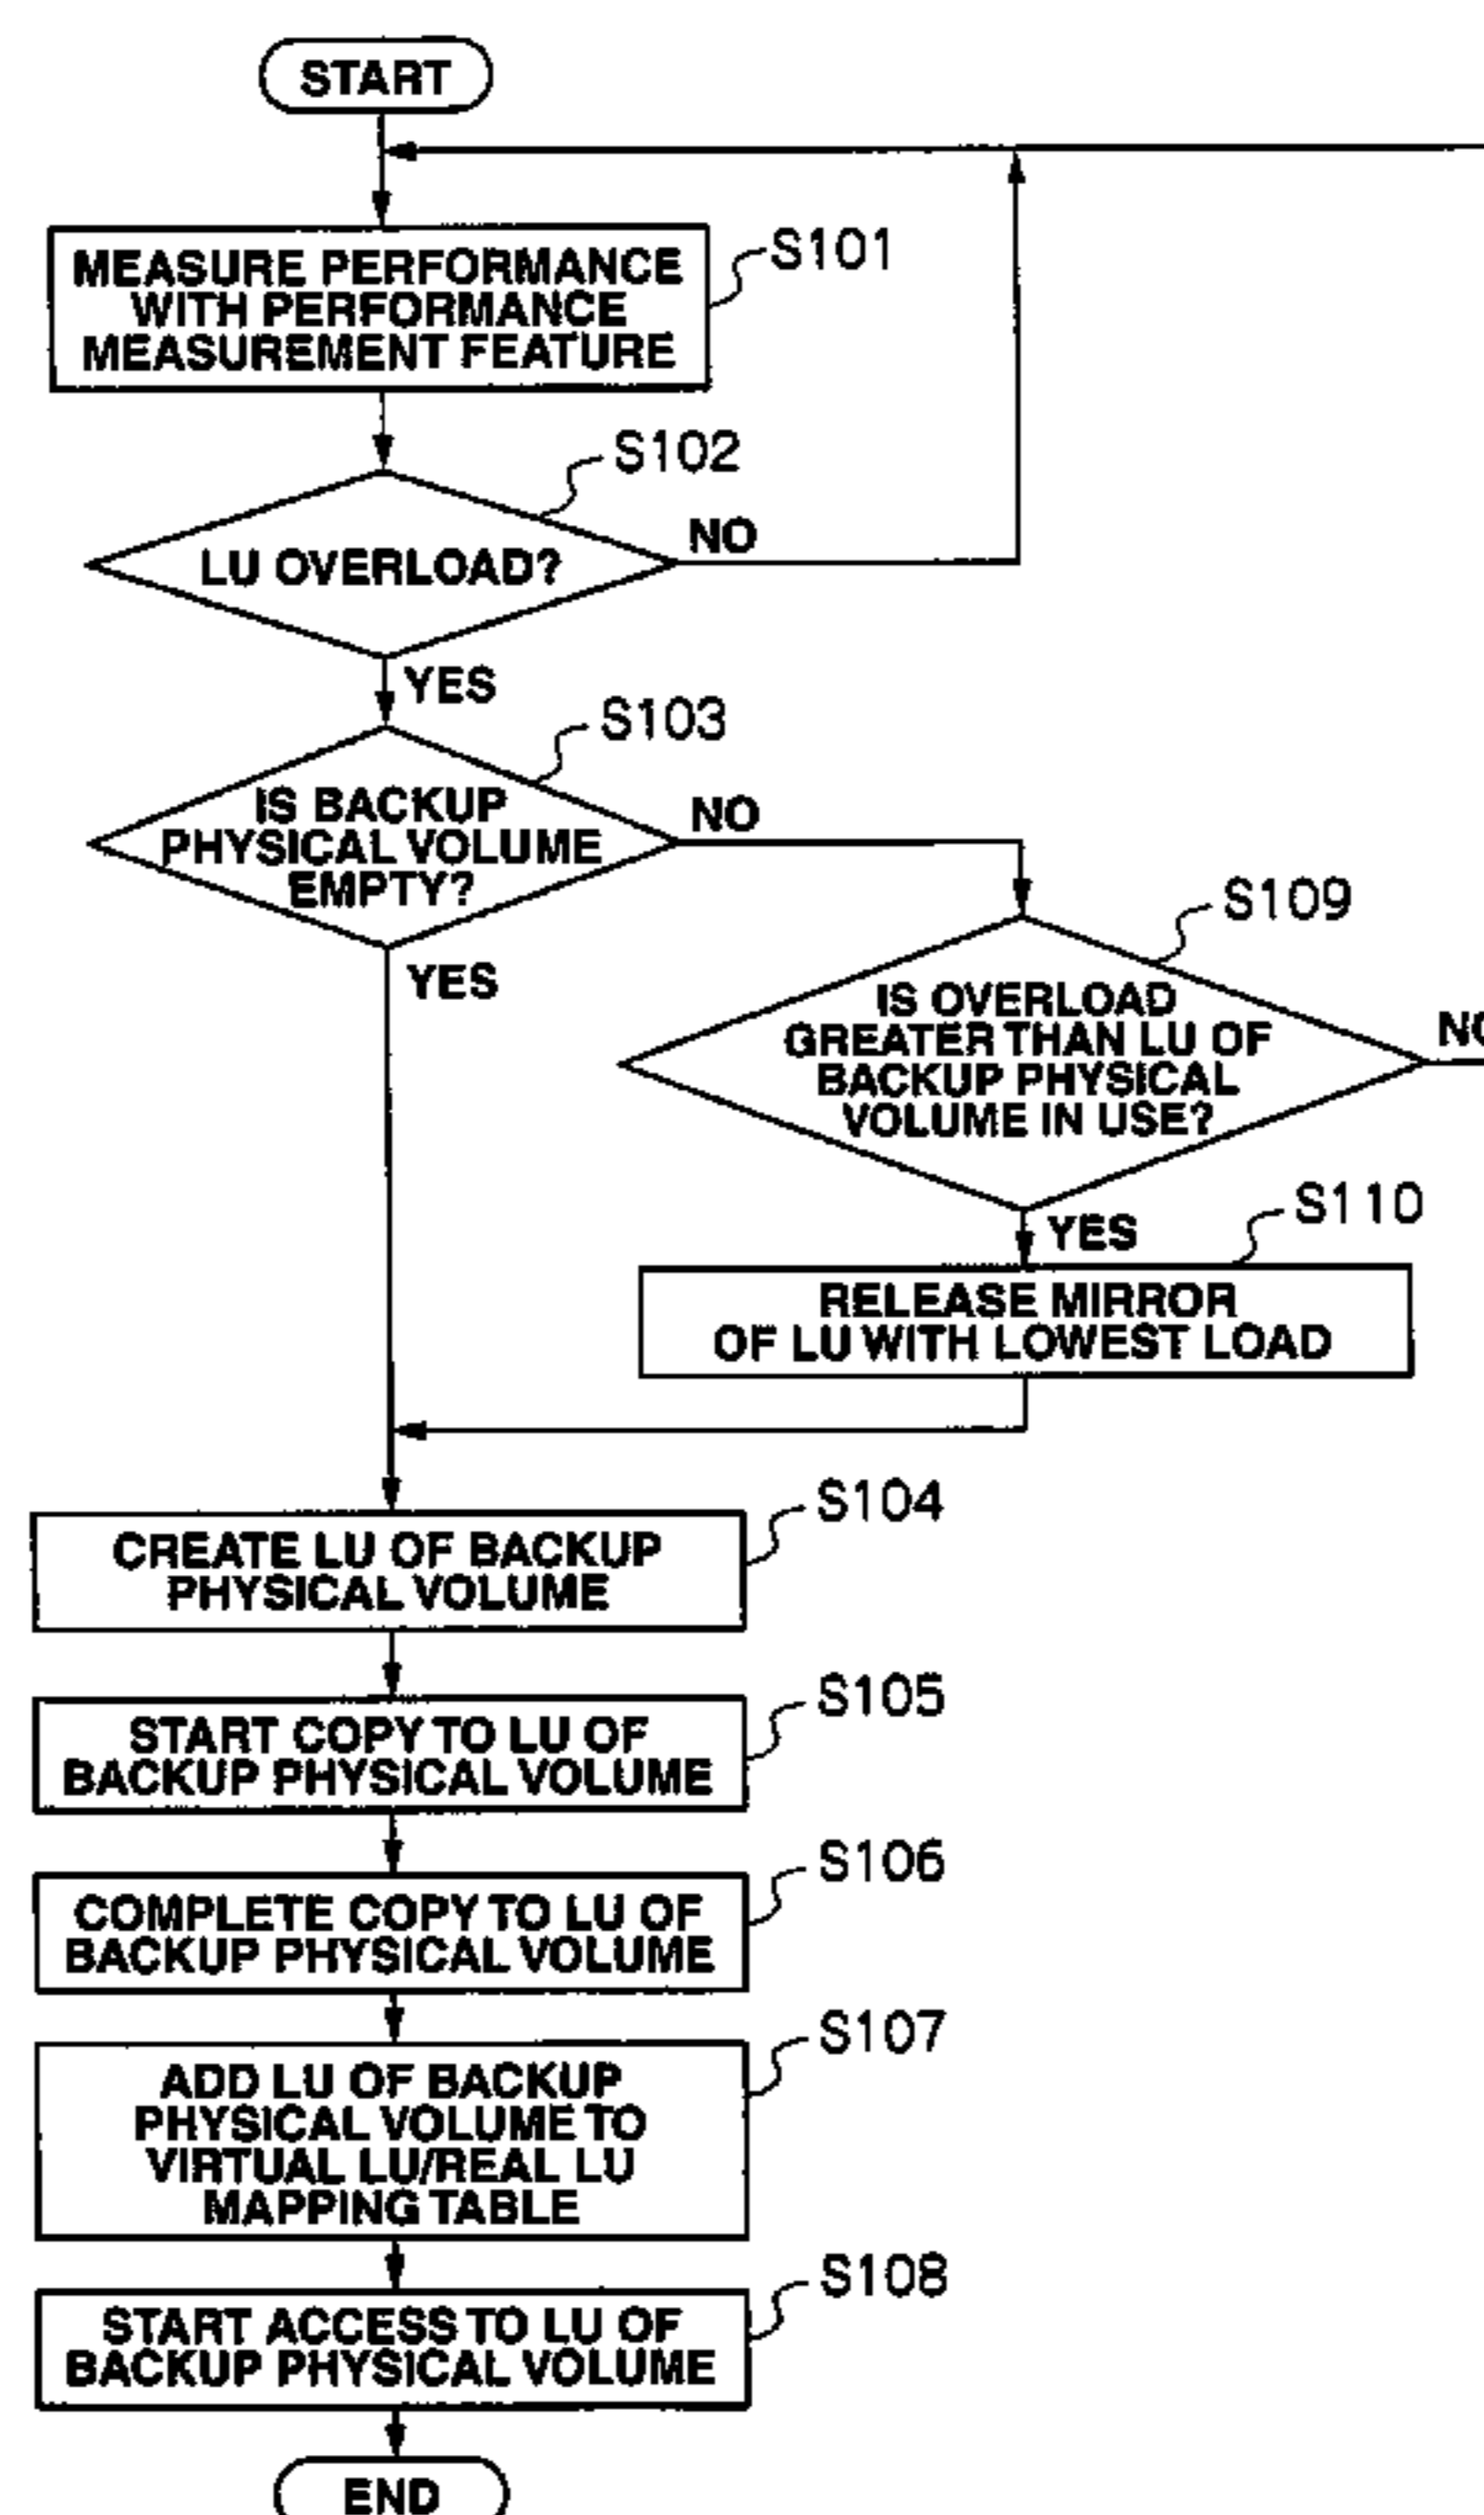 START
MEASURE PERFORMANCE
WITH PERFORMANCE
MEASUREMENT FEATURE
S101
S102
LU OVERLOAD?
NO
YES
S103
IS BACKUP
PHYSICAL VOLUME
EMPTY?
NO
YES
S109
IS OVERLOAD
GREATER THAN LU OF
BACKUP PHYSICAL
VOLUME IN USE?
NO
YES
S110
RELEASE MIRROR
OF LU WITH LOWEST LOAD
S104
CREATE LU OF BACKUP
PHYSICAL VOLUME
S105
START COPY TO LU OF
BACKUP PHYSICAL VOLUME
S106
COMPLETE COPY TO LU OF
BACKUP PHYSICAL VOLUME
S107
ADD LU OF BACKUP
PHYSICAL VOLUME TO
VIRTUAL LU/REAL LU
MAPPING TABLE
S108
START ACCESS TO LU OF
BACKUP PHYSICAL VOLUME
END